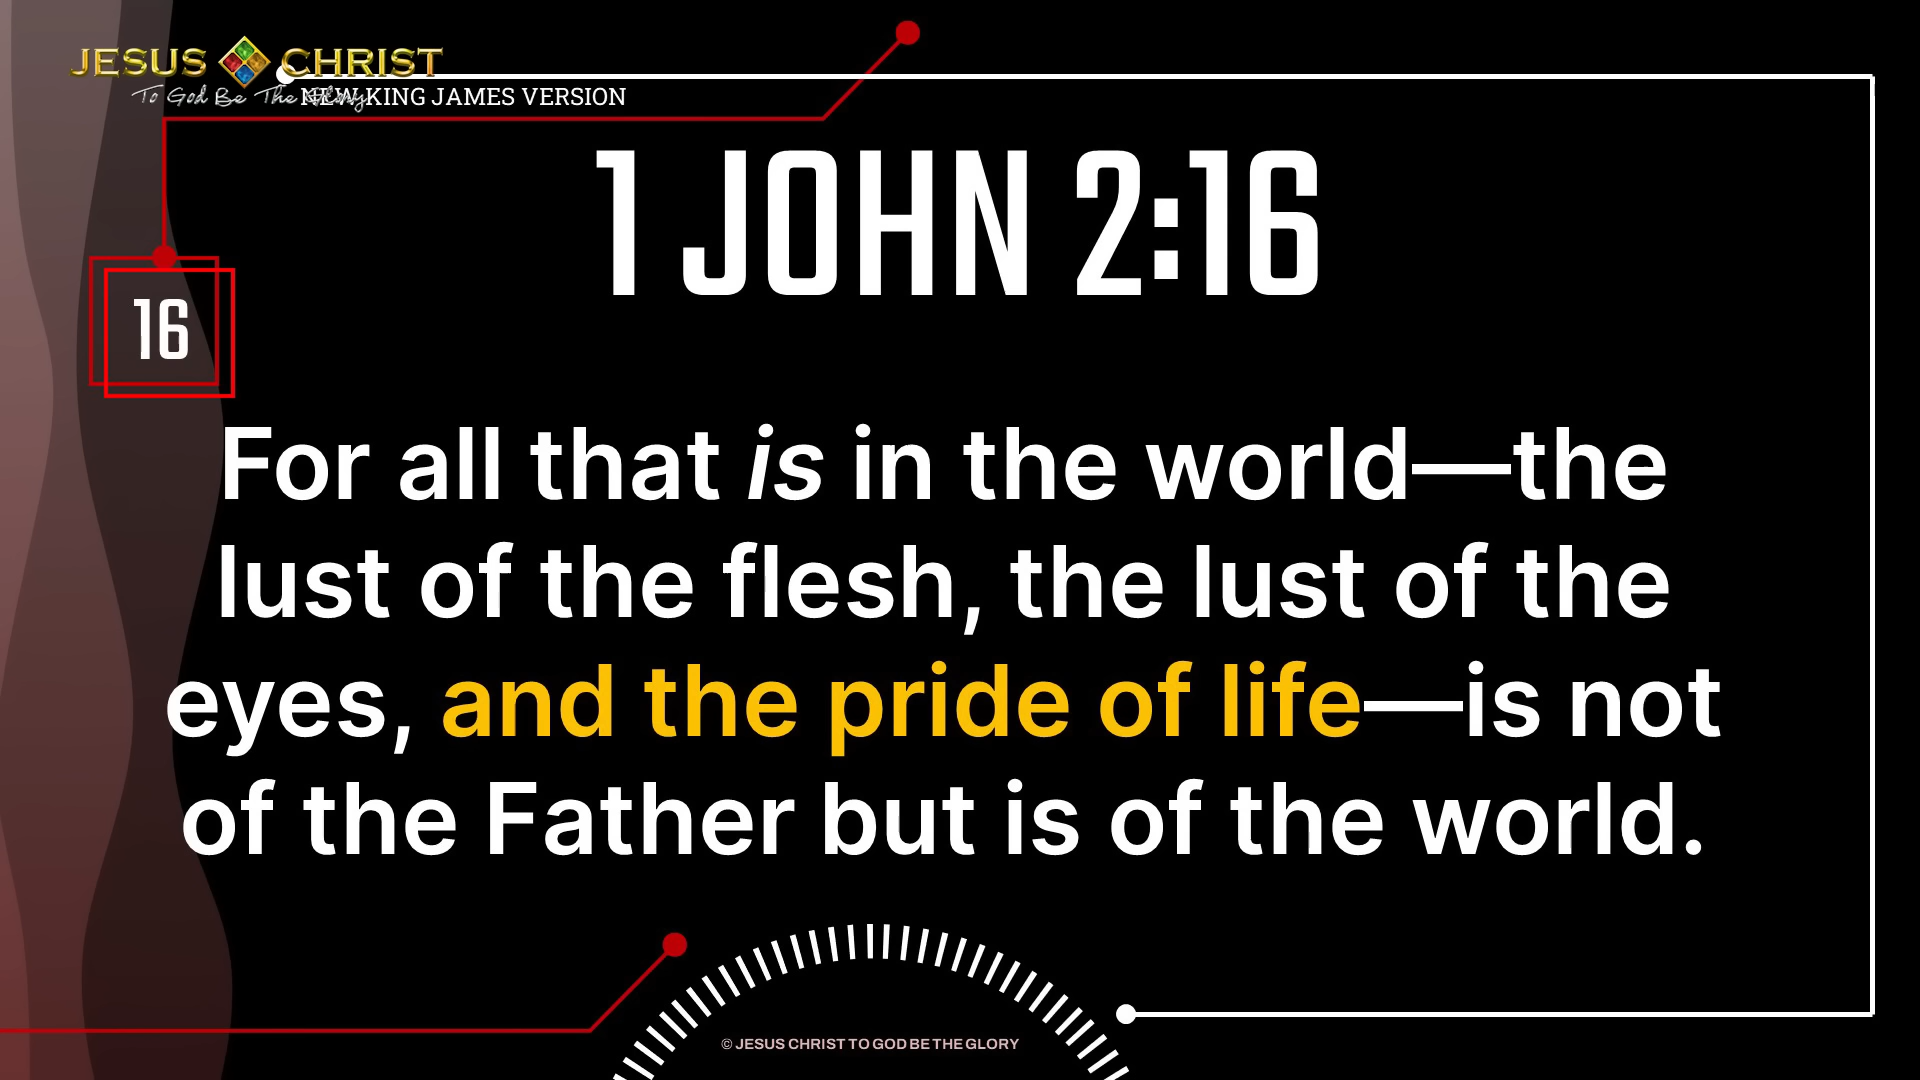 JESUS CHRIST
To God Be The Glory
NEW KING JAMES VERSION
1 JOHN 2:16
16
For all that is in the world—the
lust of the flesh, the lust of the
eyes, and the pride of life—is not
of the Father but is of the world.
© JESUS CHRIST TO GOD BE THE GLORY